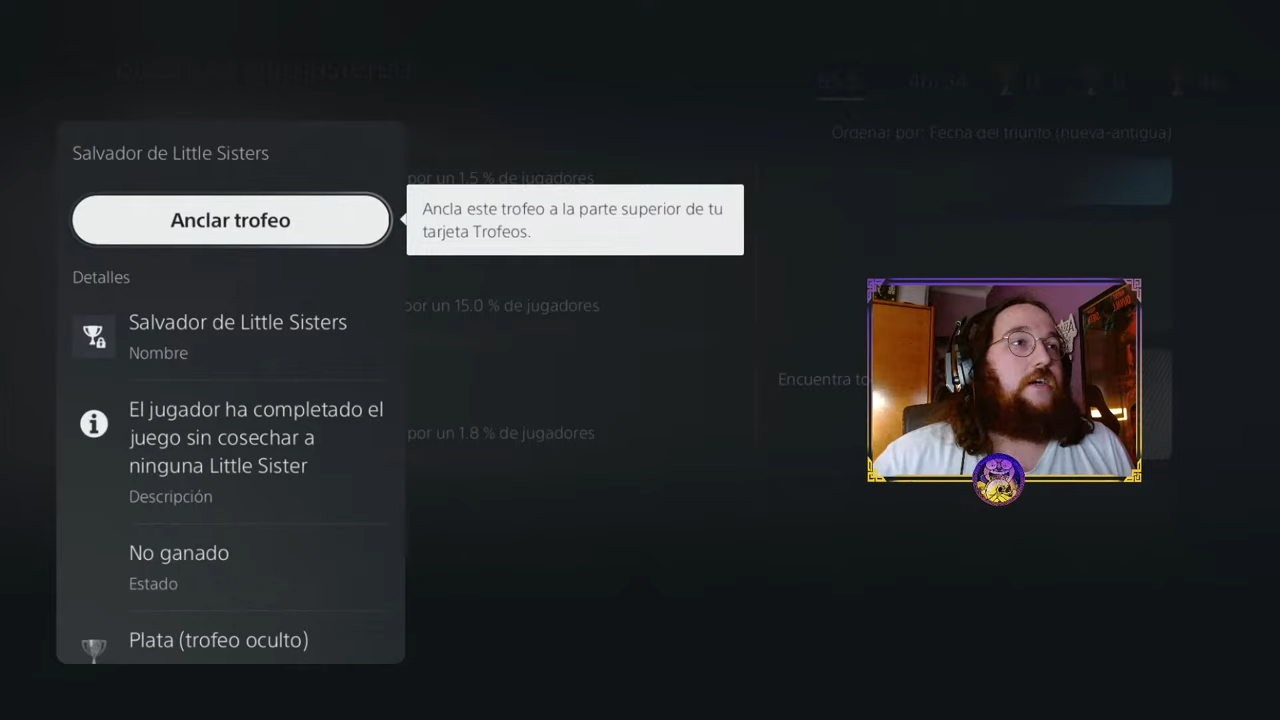 Ordenar por: Fecha del triunfo (nueva-antigua)
Salvador de Little Sisters
por un 1.5 % de jugadores
Anclar trofeo
Ancla este trofeo a la parte superior de tu
tarjeta Trofeos.
Detalles
por un 15.0 % de jugadores
Salvador de Little Sisters
Nombre
Encuentra to
El jugador ha completado el
juego sin cosechar a
ninguna Little Sister
por un 1.8 % de jugadores
Descripción
No ganado
Estado
Plata (trofeo oculto)